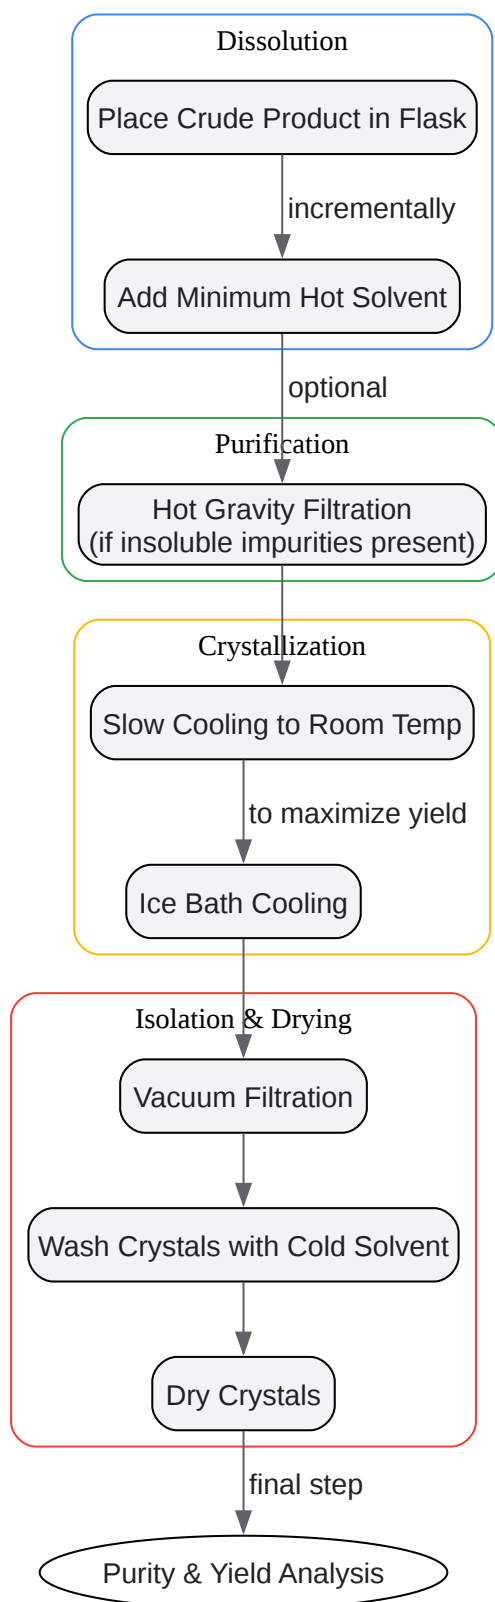 Dissolution
Place Crude Product in Flask
incrementally
Add Minimum Hot Solvent
optional
Purification
Hot Gravity Filtration
(if insoluble impurities present)
Crystallization
Slow Cooling to Room Temp
to maximize yield
Ice Bath Cooling
Isolation & Drying
Vacuum Filtration
Wash Crystals with Cold Solvent
Dry Crystals
final step
Purity & Yield Analysis